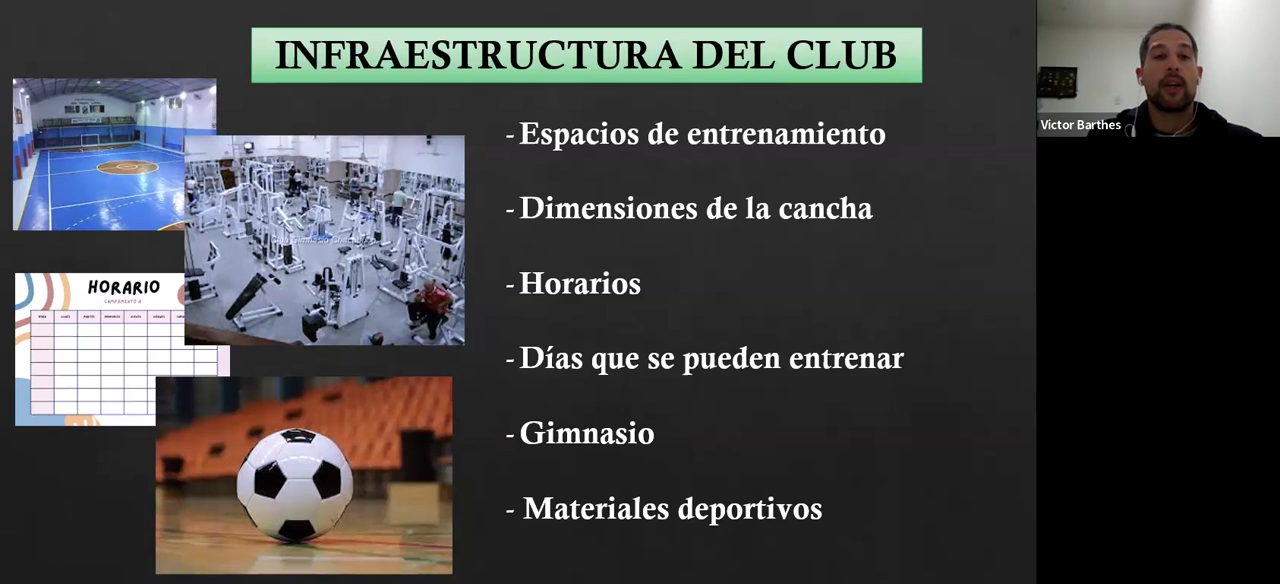 INFRAESTRUCTURA DEL CLUB
- Espacios de entrenamiento
- Dimensiones de la cancha
- Horarios
- Días que se pueden entrenar
- Gimnasio
- Materiales deportivos
HORARIO
CAMPAMENTO A
Victor Barthes